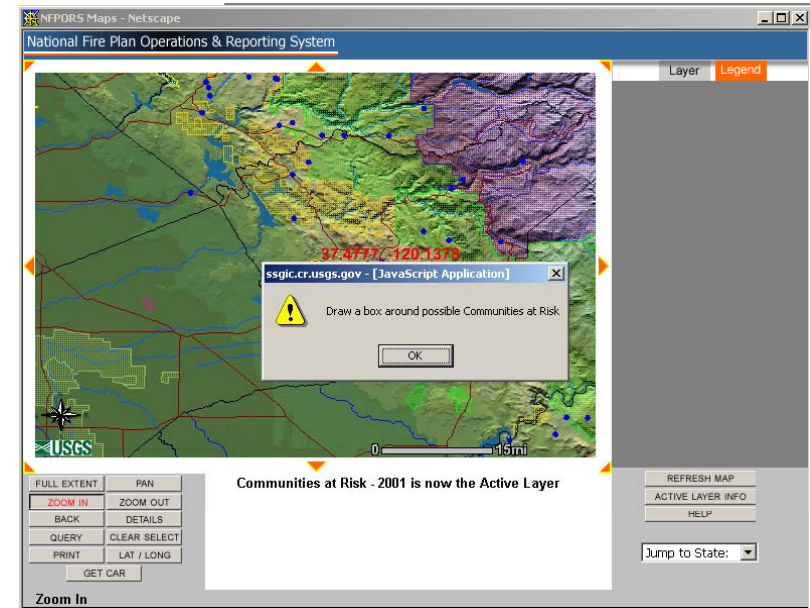 NFPORS Maps - Netscape
National Fire Plan Operations & Reporting System
Layer Legend
37.4777, -120.1378
ssgic.cr.usgs.gov - [JavaScript Application]
Draw a box around possible Communities at Risk
OK
USGS
0 15mi
Communities at Risk - 2001 is now the Active Layer
FULL EXTENT PAN
ZOOM IN ZOOM OUT
BACK DETAILS
QUERY CLEAR SELECT
PRINT LAT / LONG
GET CAR
REFRESH MAP
ACTIVE LAYER INFO
HELP
Jump to State:
Zoom In